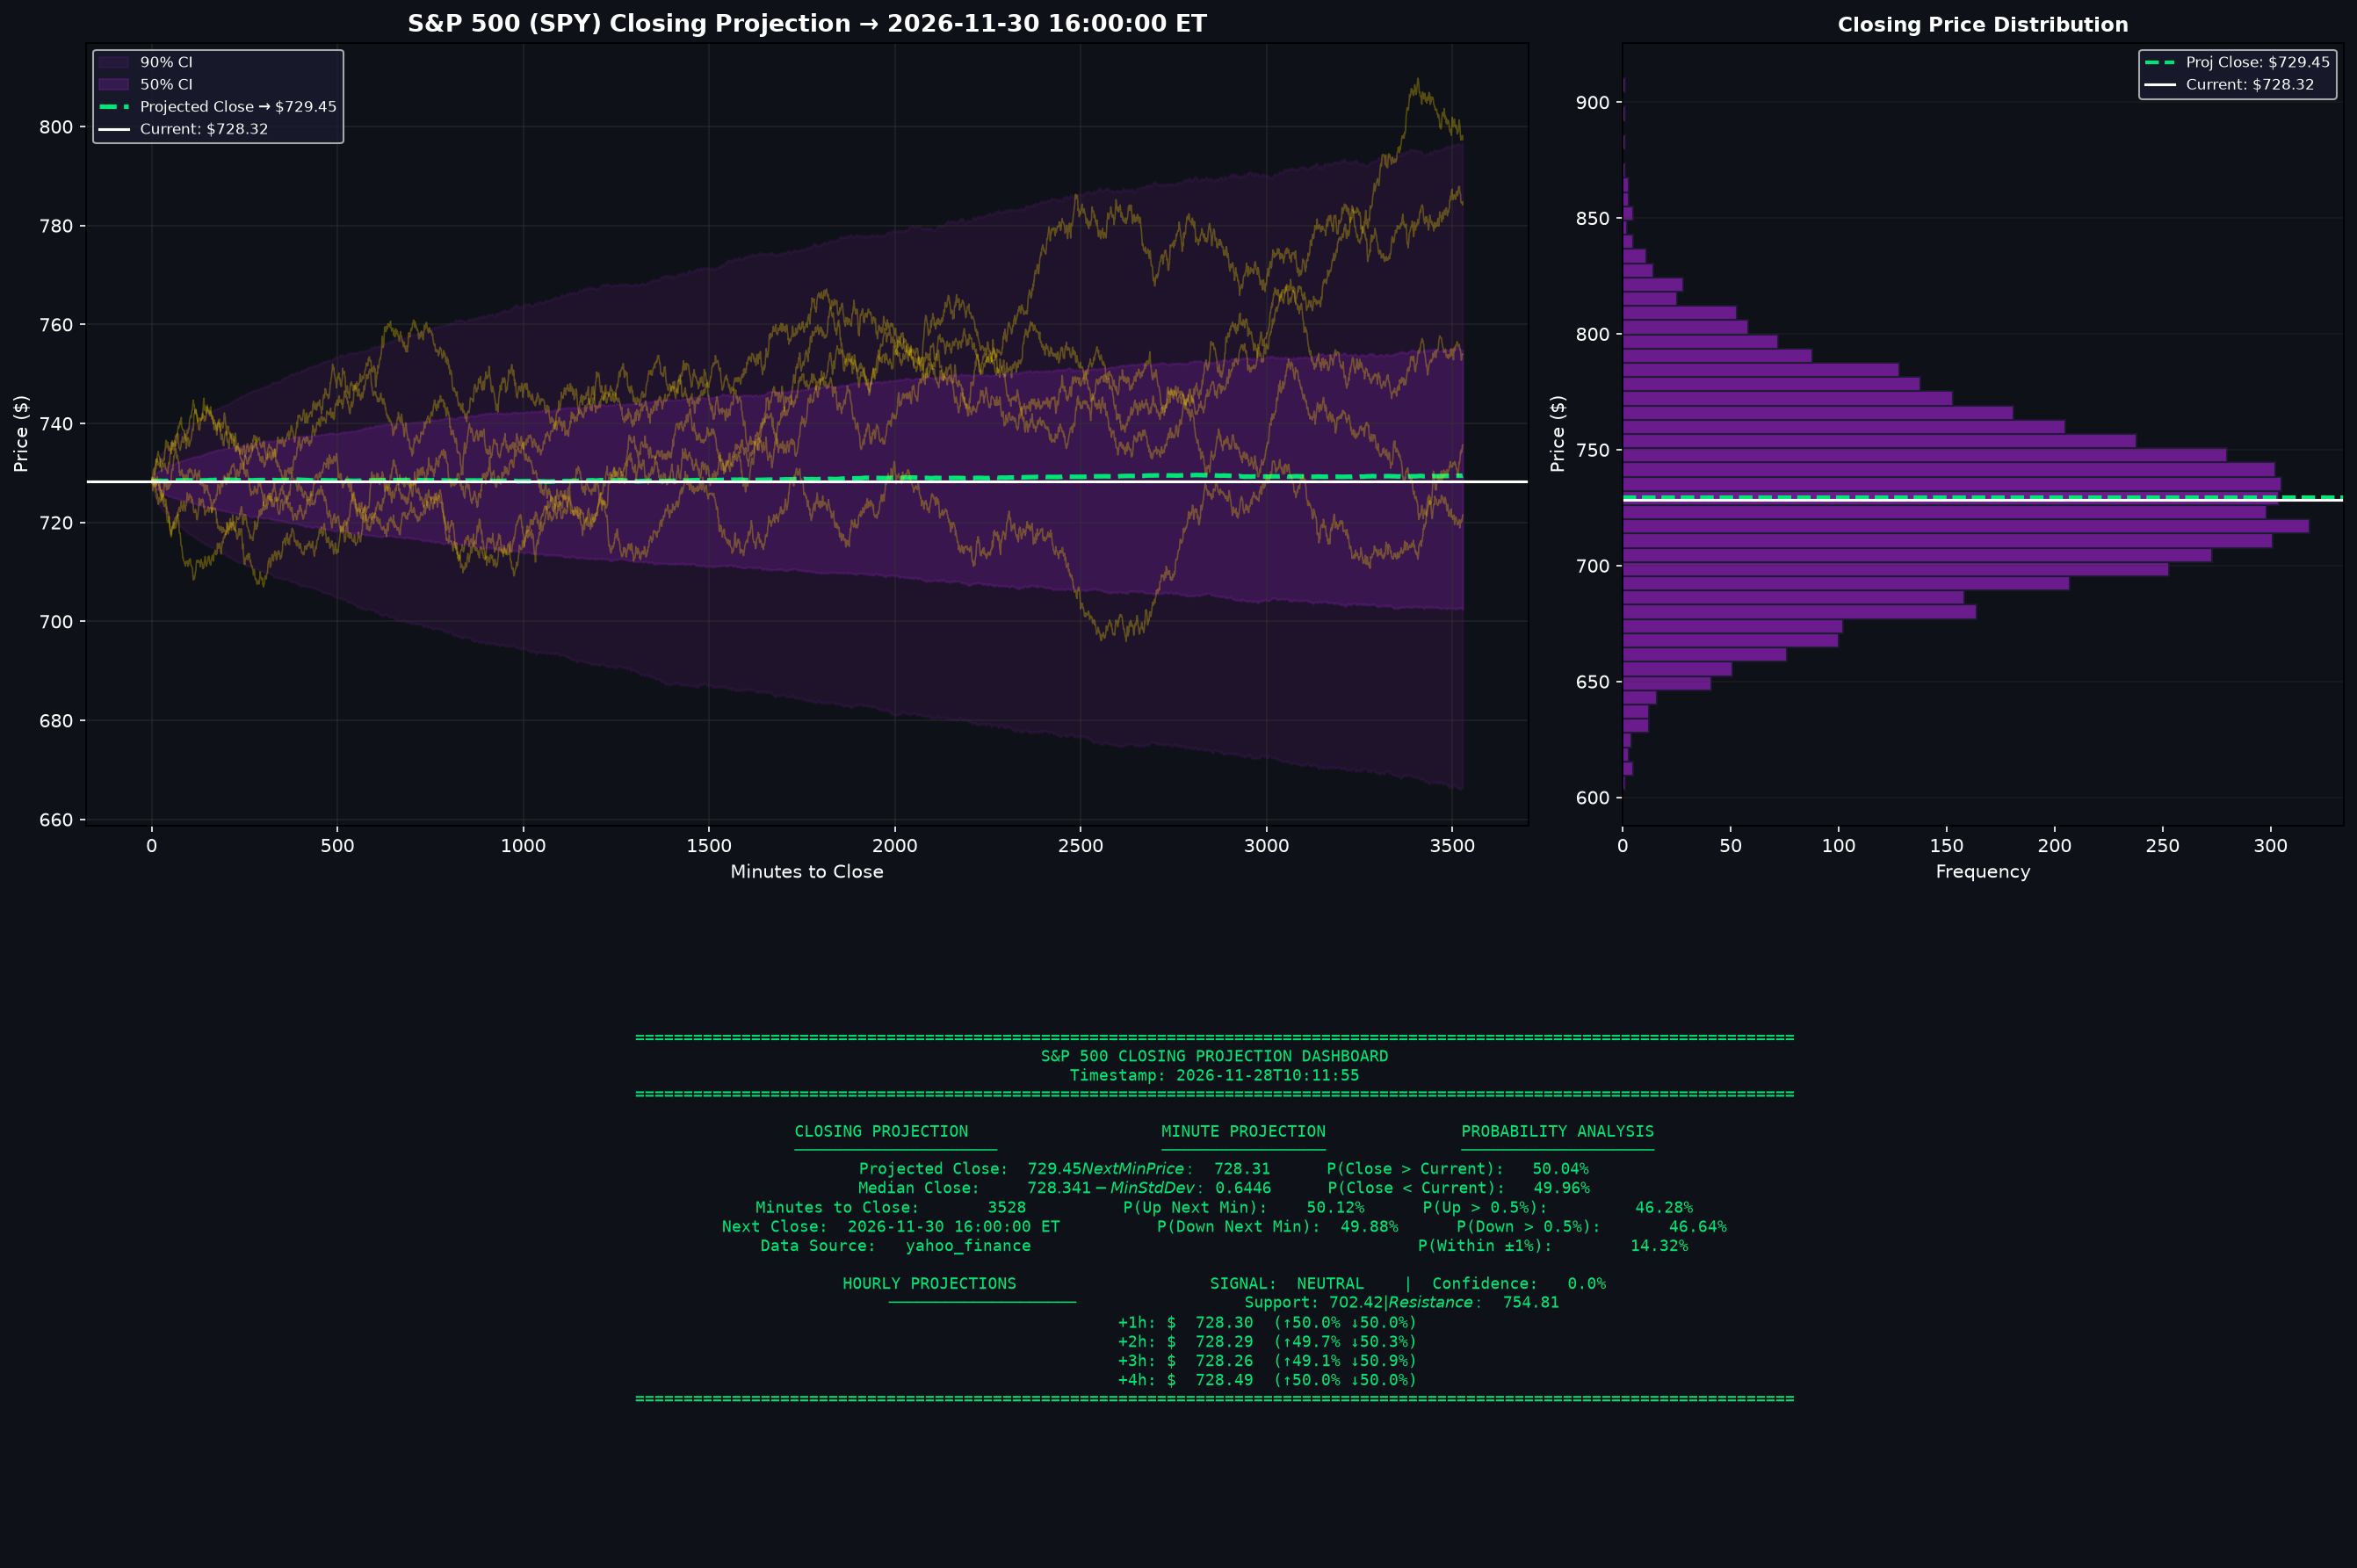 S&P 500 (SPY) Closing Projection → 2026-11-30 16:00:00 ET
90% CI
50% CI
Projected Close → $729.45
Current: $728.32
Price ($)
800
780
760
740
720
700
680
660
0 500 1000 1500 2000 2500 3000 3500
Minutes to Close
Closing Price Distribution
Proj Close: $729.45
Current: $728.32
Price ($)
900
850
800
750
700
650
600
0 50 100 150 200 250 300
Frequency
====================================================================================================
S&P 500 CLOSING PROJECTION DASHBOARD
Timestamp: 2026-11-28T10:11:55
====================================================================================================
CLOSING PROJECTION MINUTE PROJECTION PROBABILITY ANALYSIS
───────────────────── ───────────────── ────────────────────
Projected Close: 729.45NextMinPrice: 728.31 P(Close > Current): 50.04%
Median Close: 728.341−MinStdDev: 0.6446 P(Close < Current): 49.96%
Minutes to Close: 3528 P(Up Next Min): 50.12% P(Up > 0.5%): 46.28%
Next Close: 2026-11-30 16:00:00 ET P(Down Next Min): 49.88% P(Down > 0.5%): 46.64%
Data Source: yahoo_finance P(Within ±1%): 14.32%
HOURLY PROJECTIONS SIGNAL: NEUTRAL | Confidence: 0.0%
──────────────────── Support: 702.42|Resistance: 754.81
+1h: $ 728.30 (↑50.0% ↓50.0%)
+2h: $ 728.29 (↑49.7% ↓50.3%)
+3h: $ 728.26 (↑49.1% ↓50.9%)
+4h: $ 728.49 (↑50.0% ↓50.0%)
====================================================================================================